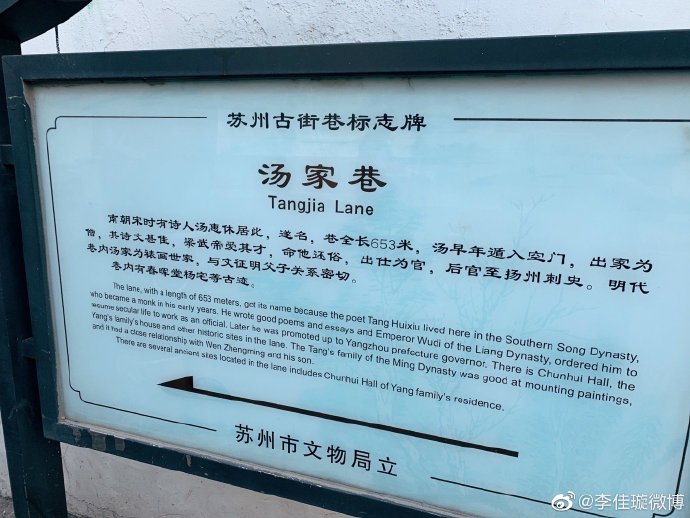 苏州古街巷标志牌
汤家巷
Tangjia Lane
南朝宋时有诗人汤惠休居此，遂名，巷全长653米，汤早年遁入空门，出家为
僧，其诗文甚佳，梁武帝爱其才，命他还俗，出仕为官，后官至扬州刺史。明代
巷内汤家为裱画世家，与文征明父子关系密切。
巷内有春晖堂杨宅等古迹。
The lane, with a length of 653 meters, got its name because the poet Tang Huixiu lived here in the Southern Song Dynasty,
who became a monk in his early years. He wrote good poems and essays and Emperor Wudi of the Liang Dynasty, ordered him to
resume secular life to work as an official. Later he was promoted up to Yangzhou prefecture governor. There is Chunhui Hall, the
Yang's family's house and other historic sites in the lane. The Tang's family of the Ming Dynasty was good at mounting paintings,
and it had a close relationship with Wen Zhengming and his son.
There are several ancient sites located in the lane includes Chunhui Hall of Yang family's residence.
苏州市文物局立
@李佳璇微博